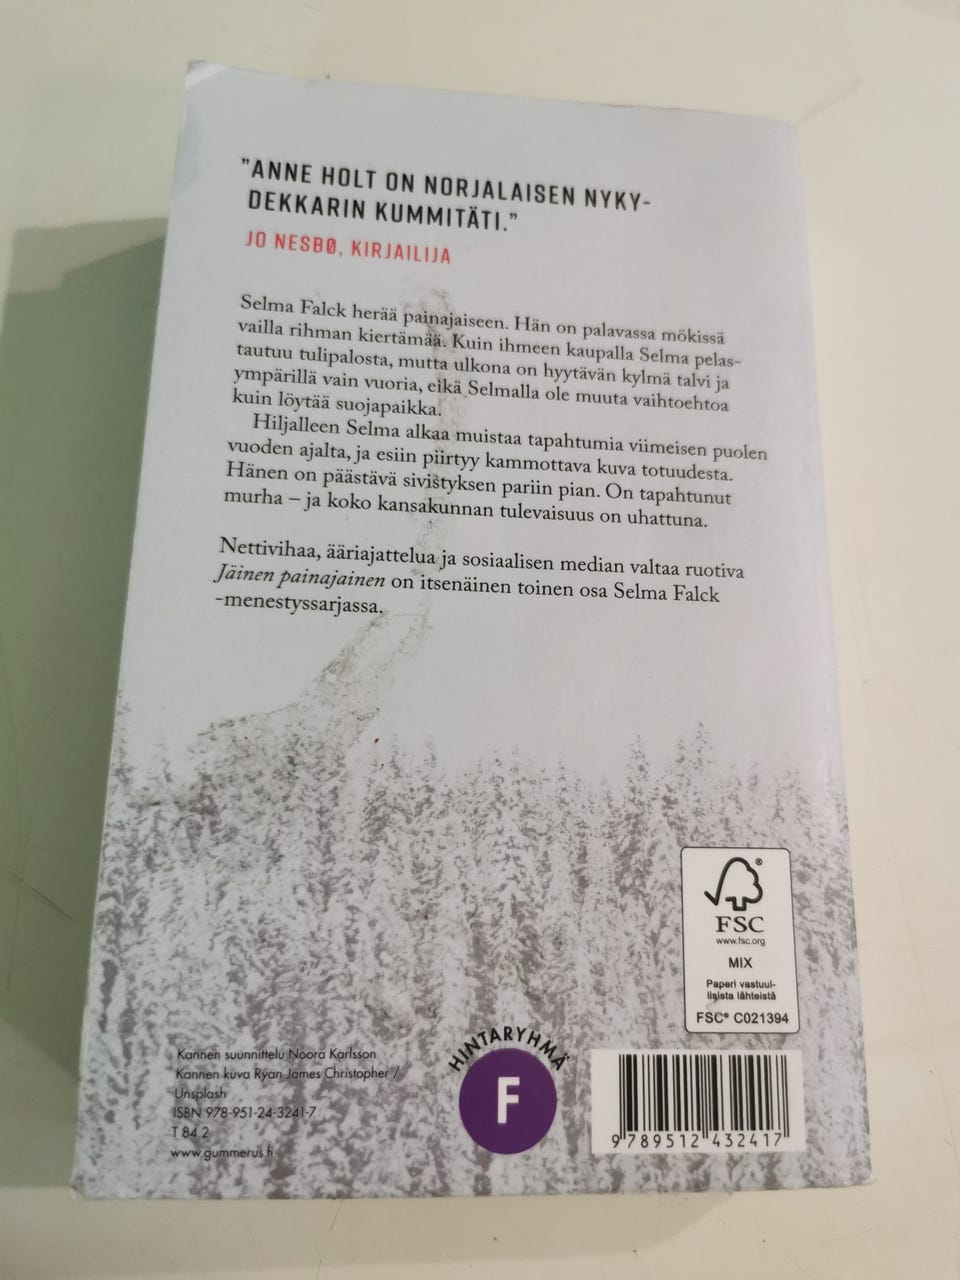 "ANNE HOLT ON NORJALAISEN NYKY-
DEKKARIN KUMMITÄTI."
JO NESBØ, KIRJAILIJA
Selma Falck herää painajaiseen. Hän on palavassa mökissä
vailla rihman kiertämää. Kuin ihmeen kaupalla Selma pelas-
tautuu tulipalosta, mutta ulkona on hyytävän kylmä talvi ja
ympärillä vain vuoria, eikä Selmalla ole muuta vaihtoehtoa
kuin löytää suojapaikka.
Hiljalleen Selma alkaa muistaa tapahtumia viimeisen puolen
vuoden ajalta, ja esiin piirtyy kammottava kuva totuudesta.
Hänen on päästävä sivistyksen pariin pian. On tapahtunut
murha – ja koko kansakunnan tulevaisuus on uhattuna.
Nettivihaa, ääriajattelua ja sosiaalisen median valtaa ruotiva
Jäinen painajainen on itsenäinen toinen osa Selma Falck
-menestyssarjassa.
FSC®
www.fsc.org
MIX
Paperi vastuul-
lisista lähteistä
FSC® C021394
Kannen suunnittelu Noora Karlsson
Kannen kuva Ryan James Christopher /
Unsplash
ISBN 978-951-24-3241-7
T 84.2
www.gummerus.fi
HINTARYHMÄ
F
9 789512 432417